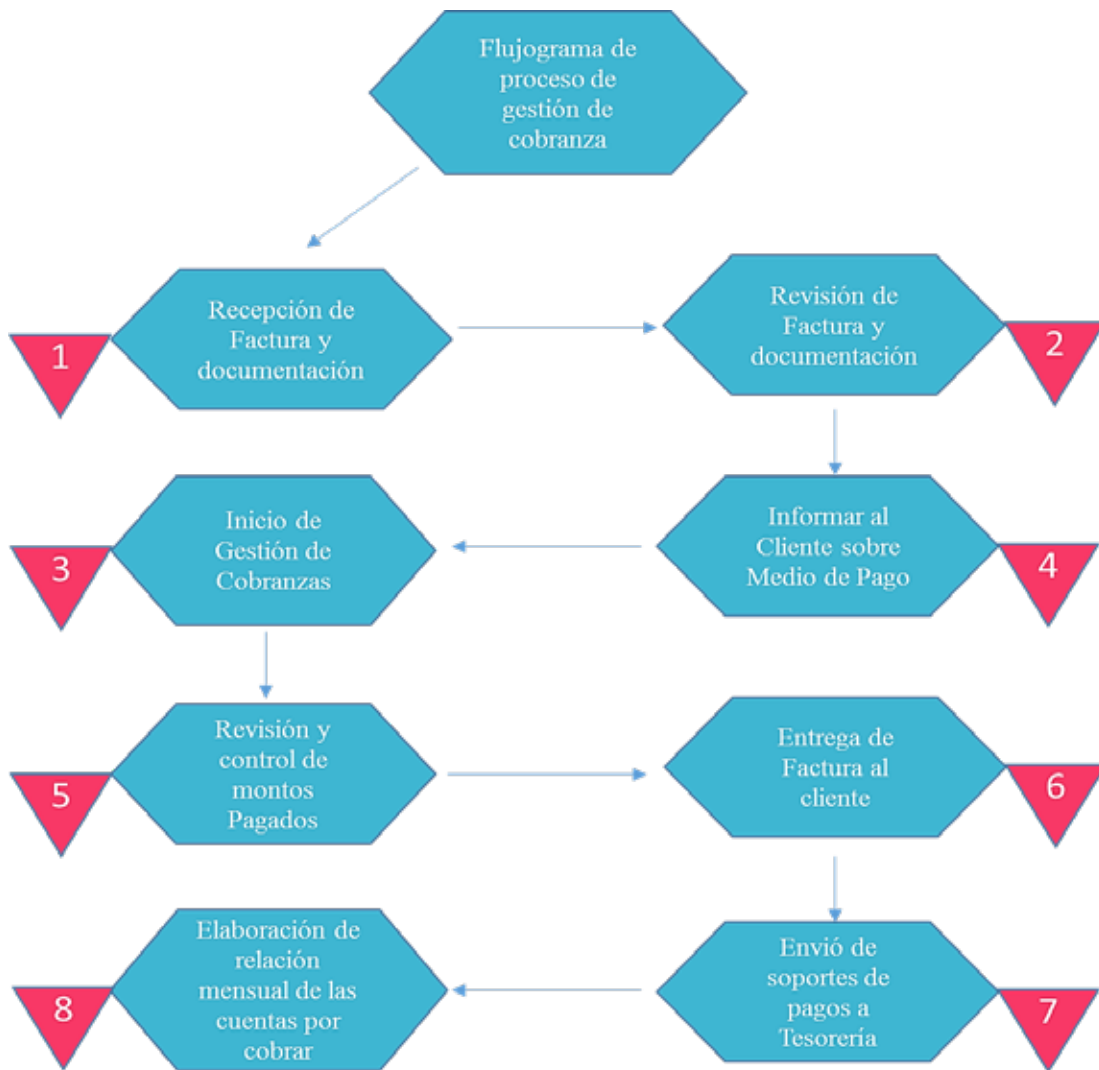 Flujograma de
proceso de
gestión de
cobranza
1
Recepción de
Factura y
documentación
Revisión de
Factura y
documentación
2
3
Inicio de
Gestión de
Cobranzas
Informar al
Cliente sobre
Medio de Pago
4
5
Revisión y
control de
montos
Pagados
Entrega de
Factura al
cliente
6
8
Elaboración de
relación
mensual de las
cuentas por
cobrar
Envió de
soportes de
pagos a
Tesorería
7